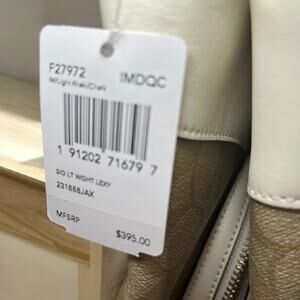 F27972 IMDQC
IM/Light Khaki/Chalk
1 91202 71679 7
SIG LT WGHT LEXY
231888JAX
MFSRP
$395.00